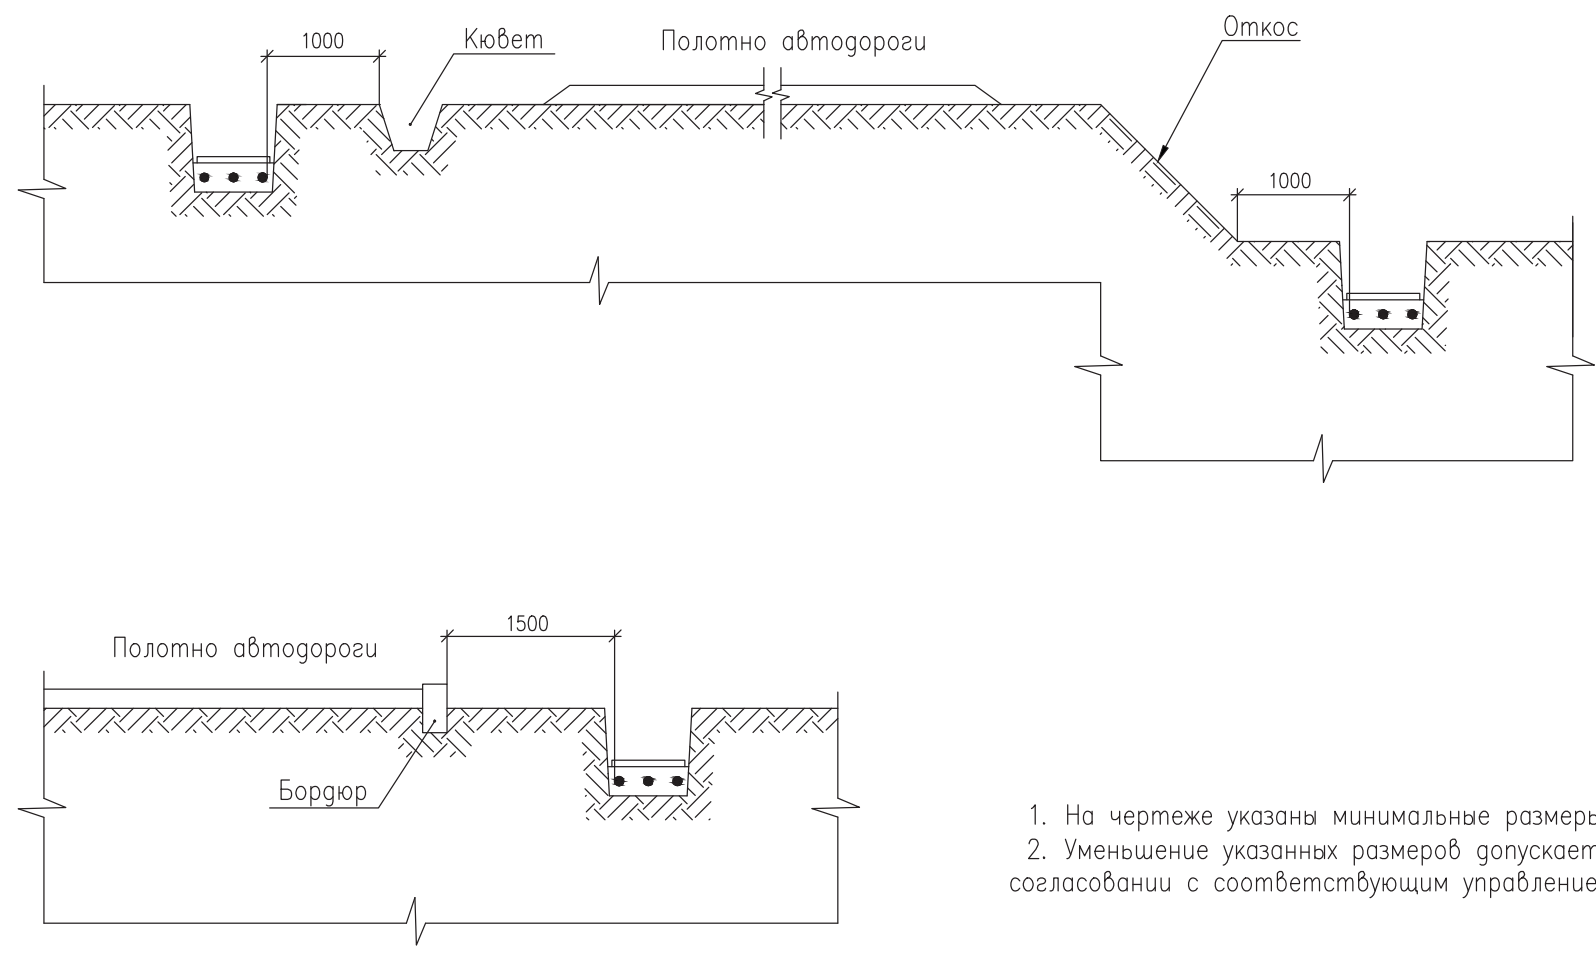 1000
Кювет
Полотно автодороги
Откос
1000
1500
Полотно автодороги
Бордюр
1. На чертеже указаны минимальные размеры
2. Уменьшение указанных размеров допускает
согласовании с соответствующим управление